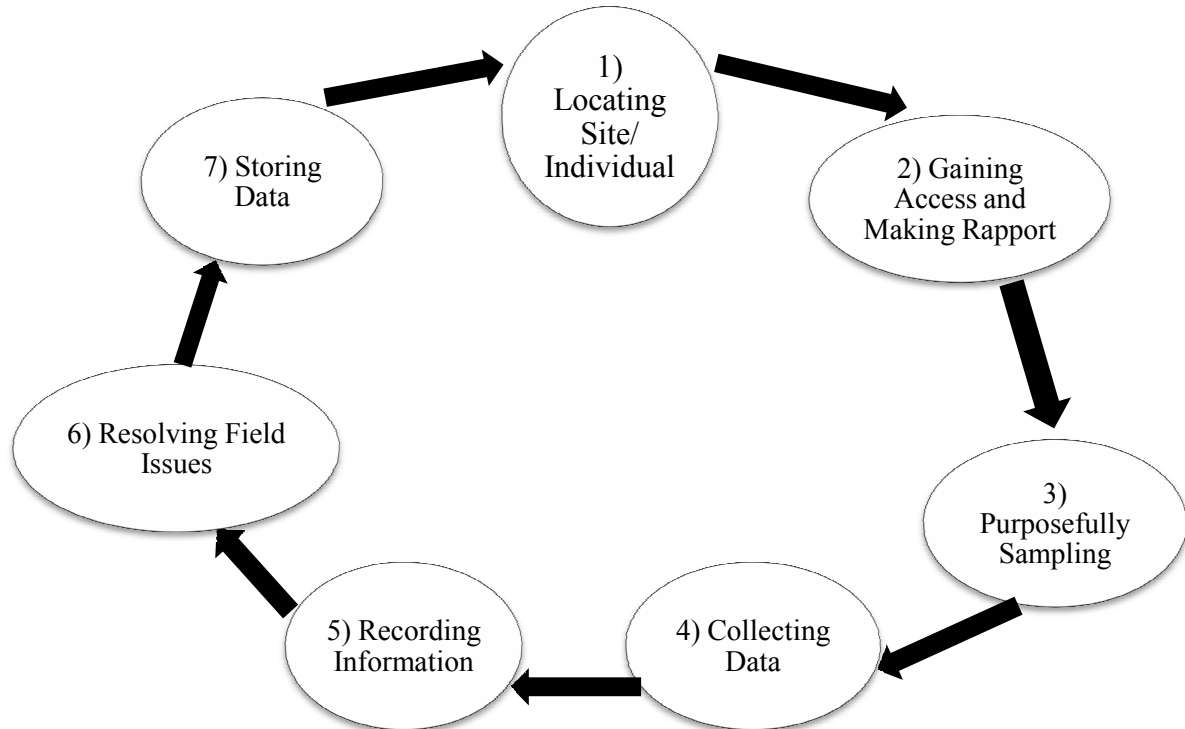 1)
Locating
Site/
Individual
2) Gaining
Access and
Making Rapport
3)
Purposefully
Sampling
4) Collecting
Data
5) Recording
Information
6) Resolving Field
Issues
7) Storing
Data